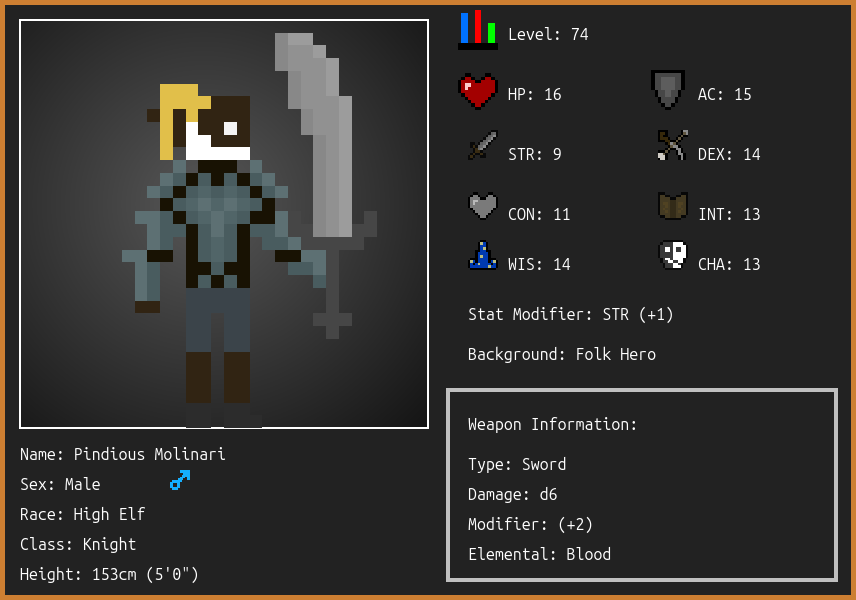 Level: 74
HP: 16
AC: 15
STR: 9
DEX: 14
CON: 11
INT: 13
WIS: 14
CHA: 13
Stat Modifier: STR (+1)
Background: Folk Hero
Weapon Information:
Type: Sword
Damage: d6
Modifier: (+2)
Elemental: Blood
Name: Pindious Molinari
Sex: Male
Race: High Elf
Class: Knight
Height: 153cm (5'0")